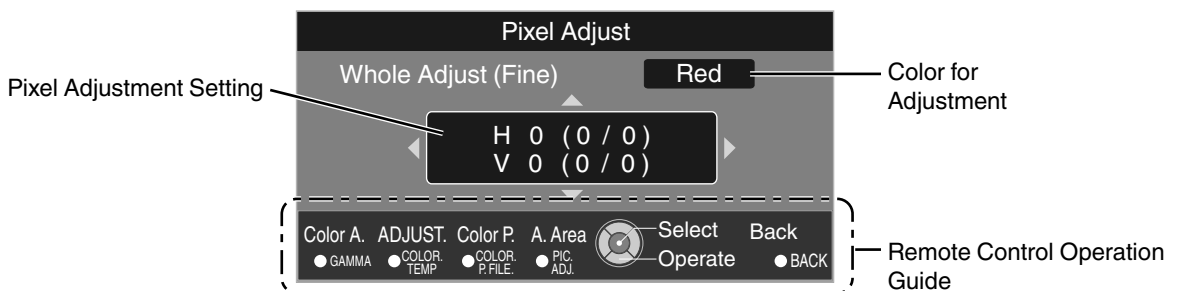 Pixel Adjust
Whole Adjust (Fine)
Red
Pixel Adjustment Setting
Color for
Adjustment
H 0 (0 / 0)
V 0 (0 / 0)
Color A. ADJUST. Color P. A. Area Select Back
GAMMA COLOR. TEMP COLOR. P. FILE. PIC. ADJ. Operate BACK
Remote Control Operation
Guide